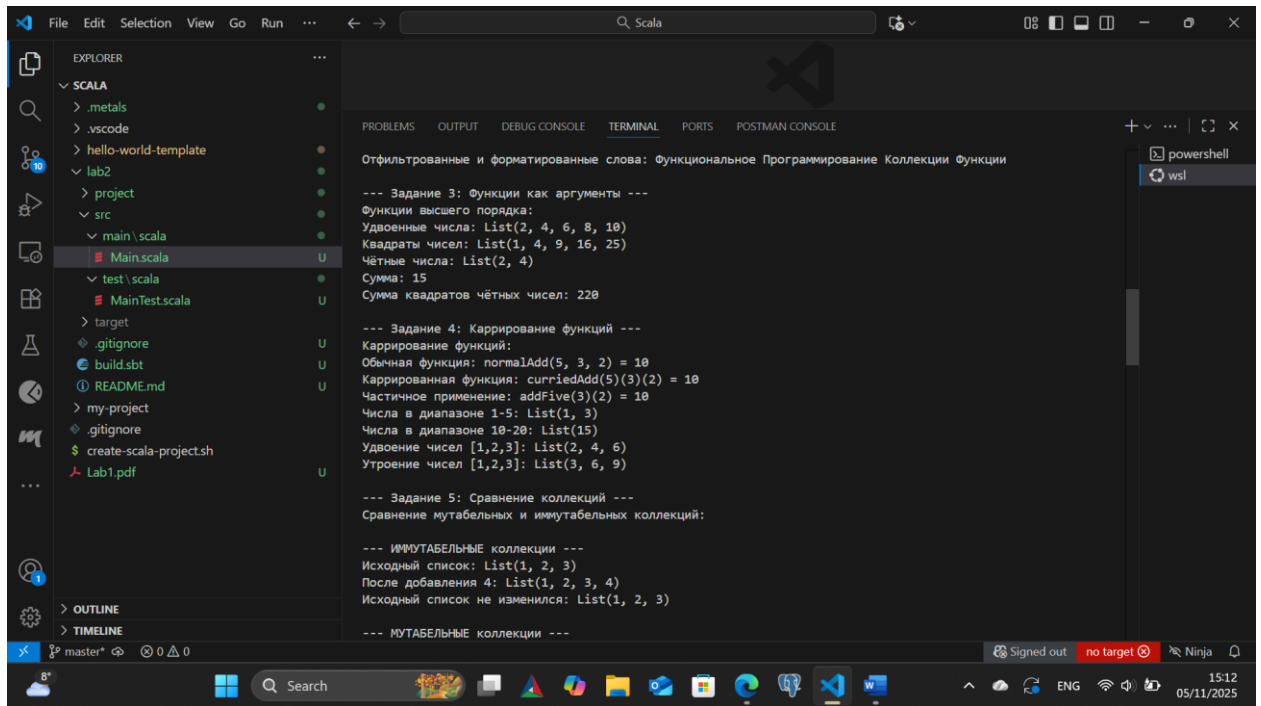 File Edit Selection View Go Run ···
Scala
EXPLORER ···
SCALA
.metals
.vscode
hello-world-template
lab2
project
src
main\scala
Main.scala U
test\scala
MainTest.scala U
target
.gitignore U
build.sbt U
README.md U
my-project
.gitignore
$ create-scala-project.sh
Lab1.pdf U
OUTLINE
TIMELINE
10
1
PROBLEMS OUTPUT DEBUG CONSOLE TERMINAL PORTS POSTMAN CONSOLE
powershell
wsl
Отфильтрованные и форматированные слова: Функциональное Программирование Коллекции Функции
--- Задание 3: Функции как аргументы ---
Функции высшего порядка:
Удвоенные числа: List(2, 4, 6, 8, 10)
Квадраты чисел: List(1, 4, 9, 16, 25)
Чётные числа: List(2, 4)
Сумма: 15
Сумма квадратов чётных чисел: 220
--- Задание 4: Каррирование функций ---
Каррирование функций:
Обычная функция: normalAdd(5, 3, 2) = 10
Каррированная функция: curriedAdd(5)(3)(2) = 10
Частичное применение: addFive(3)(2) = 10
Числа в диапазоне 1-5: List(1, 3)
Числа в диапазоне 10-20: List(15)
Удвоение чисел [1,2,3]: List(2, 4, 6)
Утроение чисел [1,2,3]: List(3, 6, 9)
--- Задание 5: Сравнение коллекций ---
Сравнение мутабельных и иммутабельных коллекций:
--- ИММУТАБЕЛЬНЫЕ коллекции ---
Исходный список: List(1, 2, 3)
После добавления 4: List(1, 2, 3, 4)
Исходный список не изменился: List(1, 2, 3)
--- МУТАБЕЛЬНЫЕ коллекции ---
master* 0 0 Signed out no target Ninja
8°
Search
ENG
15:12
05/11/2025